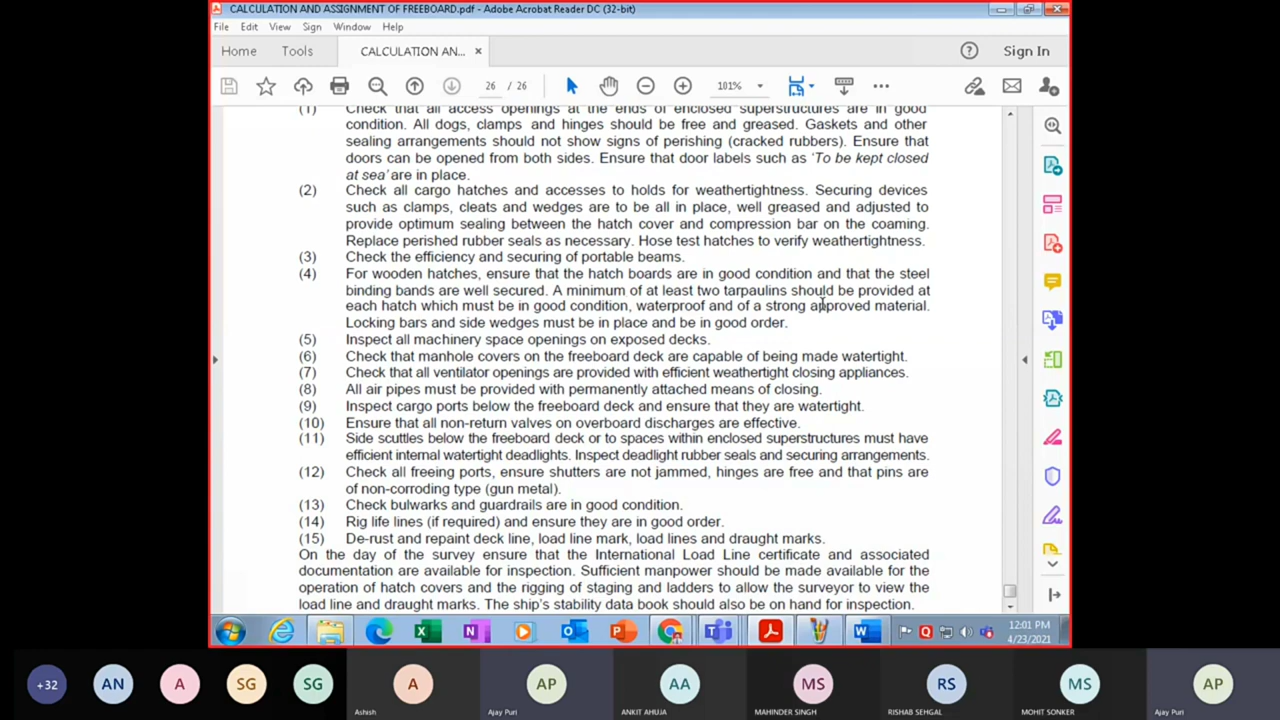 CALCULATION AND ASSIGNMENT OF FREEBOARD.pdf - Adobe Acrobat Reader DC (32-bit)
File Edit View Sign Window Help
Home Tools CALCULATION AN... × Sign In
26 / 26 101%
(1) Check that all access openings at the ends of enclosed superstructures are in good
condition. All dogs, clamps and hinges should be free and greased. Gaskets and other
sealing arrangements should not show signs of perishing (cracked rubbers). Ensure that
doors can be opened from both sides. Ensure that door labels such as 'To be kept closed
at sea' are in place.
(2) Check all cargo hatches and accesses to holds for weathertightness. Securing devices
such as clamps, cleats and wedges are to be all in place, well greased and adjusted to
provide optimum sealing between the hatch cover and compression bar on the coaming.
Replace perished rubber seals as necessary. Hose test hatches to verify weathertightness.
(3) Check the efficiency and securing of portable beams.
(4) For wooden hatches, ensure that the hatch boards are in good condition and that the steel
binding bands are well secured. A minimum of at least two tarpaulins should be provided at
each hatch which must be in good condition, waterproof and of a strong approved material.
Locking bars and side wedges must be in place and be in good order.
(5) Inspect all machinery space openings on exposed decks.
(6) Check that manhole covers on the freeboard deck are capable of being made watertight.
(7) Check that all ventilator openings are provided with efficient weathertight closing appliances.
(8) All air pipes must be provided with permanently attached means of closing.
(9) Inspect cargo ports below the freeboard deck and ensure that they are watertight.
(10) Ensure that all non-return valves on overboard discharges are effective.
(11) Side scuttles below the freeboard deck or to spaces within enclosed superstructures must have
efficient internal watertight deadlights. Inspect deadlight rubber seals and securing arrangements.
(12) Check all freeing ports, ensure shutters are not jammed, hinges are free and that pins are
of non-corroding type (gun metal).
(13) Check bulwarks and guardrails are in good condition.
(14) Rig life lines (if required) and ensure they are in good order.
(15) De-rust and repaint deck line, load line mark, load lines and draught marks.
On the day of the survey ensure that the International Load Line certificate and associated
documentation are available for inspection. Sufficient manpower should be made available for the
operation of hatch covers and the rigging of staging and ladders to allow the surveyor to view the
load line and draught marks. The ship's stability data book should also be on hand for inspection.
12:01 PM
4/23/2021
+32 AN A SG SG A AP AA MS RS MS AP
Ashish Ajay Puri ANKIT AHUJA MAHINDER SINGH RISHAB SEHGAL MOHIT SONKER Ajay Puri